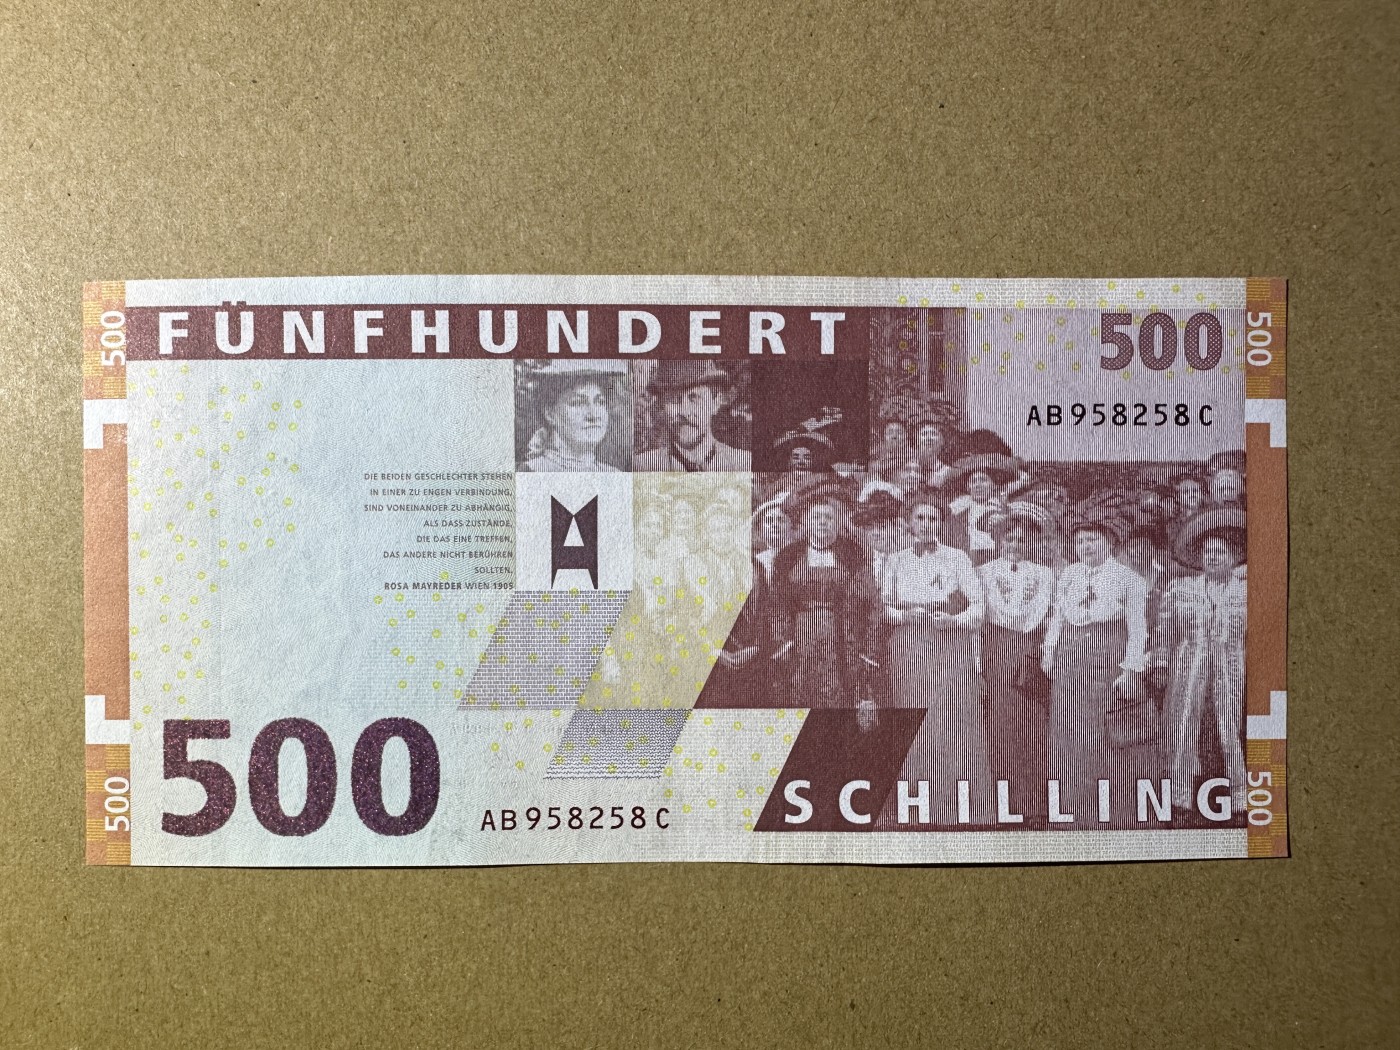 500
FÜNFHUNDERT
500
500
AB958258C
DIE BEIDEN GESCHLECHTER STEHEN
IN EINER ZU ENGEN VERBINDUNG,
SIND VONEINANDER ZU ABHÄNGIG,
ALS DASS ZUSTÄNDE,
DIE DAS EINE TREFFEN,
DAS ANDERE NICHT BERÜHREN
SOLLTEN.
ROSA MAYREDER WIEN 1905
500
500
AB958258C
SCHILLING
500